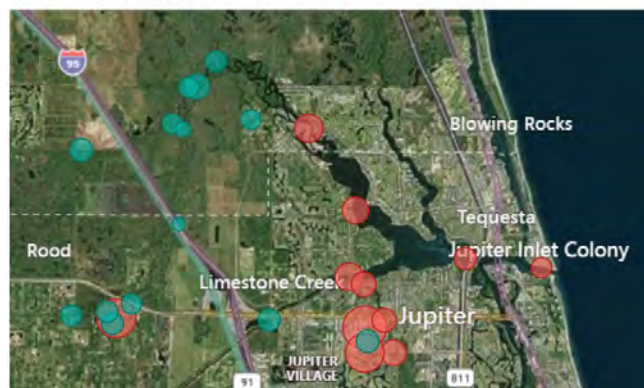 95
Blowing Rocks
Tequesta
Rood
Jupiter Inlet Colony
Limestone Creek
Jupiter
JUPITER
VILLAGE
91
811